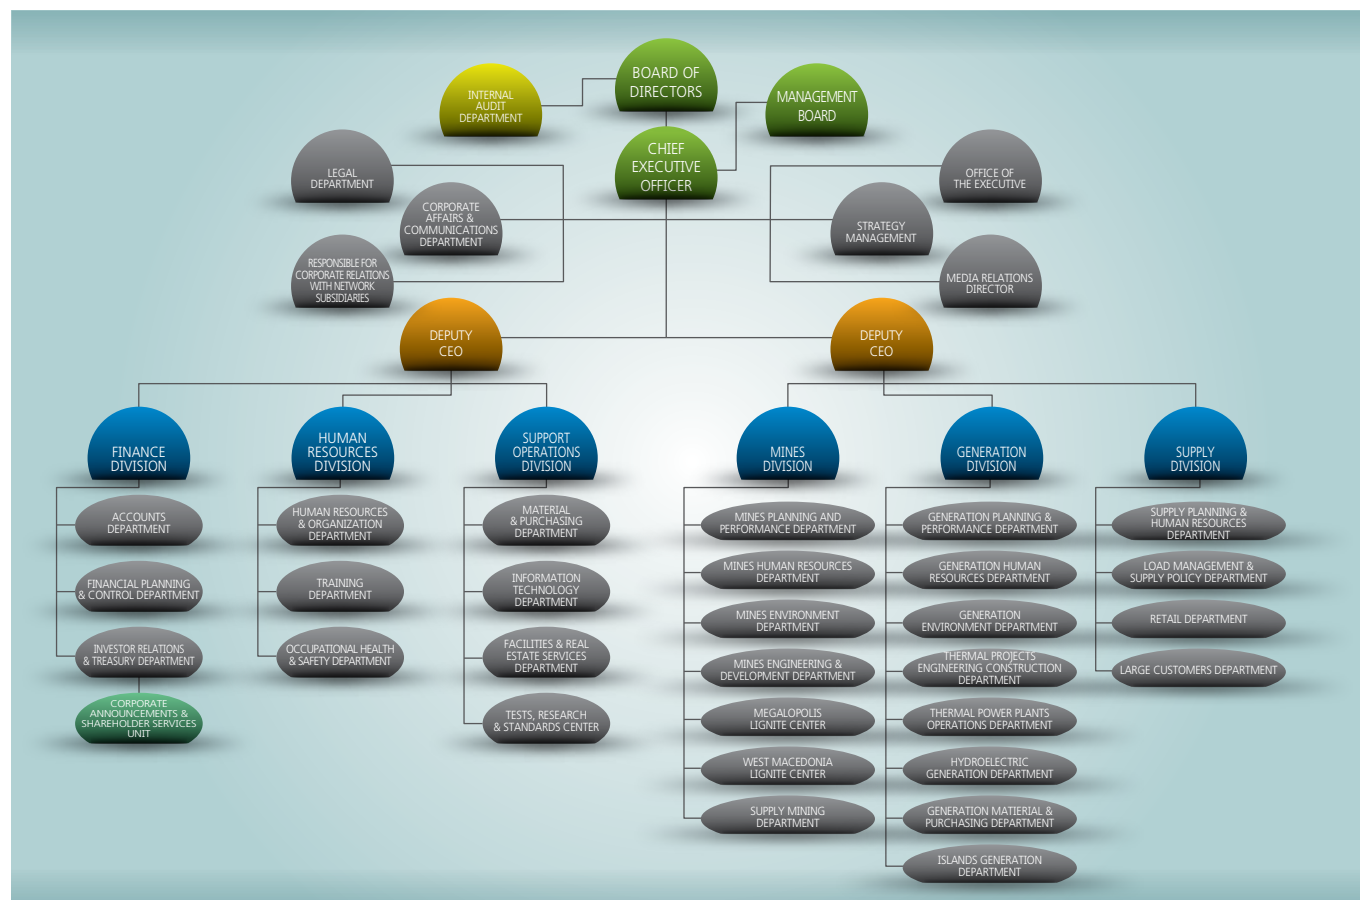 BOARD OF
DIRECTORS
INTERNAL
AUDIT
DEPARTMENT
MANAGEMENT
BOARD
CHIEF
EXECUTIVE
OFFICER
LEGAL
DEPARTMENT
OFFICE OF
THE EXECUTIVE
CORPORATE
AFFAIRS &
COMMUNICATIONS
DEPARTMENT
STRATEGY
MANAGEMENT
RESPONSIBLE FOR
CORPORATE RELATIONS
WITH NETWORK
SUBSIDIARIES
MEDIA RELATIONS
DIRECTOR
DEPUTY
CEO
DEPUTY
CEO
FINANCE
DIVISION
HUMAN
RESOURCES
DIVISION
SUPPORT
OPERATIONS
DIVISION
MINES
DIVISION
GENERATION
DIVISION
SUPPLY
DIVISION
ACCOUNTS
DEPARTMENT
FINANCIAL PLANNING
& CONTROL DEPARTMENT
INVESTOR RELATIONS
& TREASURY DEPARTMENT
CORPORATE
ANNOUNCEMENTS &
SHAREHOLDER SERVICES
UNIT
HUMAN RESOURCES
& ORGANIZATION
DEPARTMENT
TRAINING
DEPARTMENT
OCCUPATIONAL HEALTH
& SAFETY DEPARTMENT
MATERIAL
& PURCHASING
DEPARTMENT
INFORMATION
TECHNOLOGY
DEPARTMENT
FACILITIES & REAL
ESTATE SERVICES
DEPARTMENT
TESTS, RESEARCH
& STANDARDS CENTER
MINES PLANNING AND
PERFORMANCE DEPARTMENT
MINES HUMAN RESOURCES
DEPARTMENT
MINES ENVIRONMENT
DEPARTMENT
MINES ENGINEERING &
DEVELOPMENT DEPARTMENT
MEGALOPOLIS
LIGNITE CENTER
WEST MACEDONIA
LIGNITE CENTER
SUPPLY MINING
DEPARTMENT
GENERATION PLANNING &
PERFORMANCE DEPARTMENT
GENERATION HUMAN
RESOURCES DEPARTMENT
GENERATION
ENVIRONMENT DEPARTMENT
THERMAL PROJECTS
ENGINEERING CONSTRUCTION
DEPARTMENT
THERMAL POWER PLANTS
OPERATIONS DEPARTMENT
HYDROELECTRIC
GENERATION DEPARTMENT
GENERATION MATIERIAL &
PURCHASING DEPARTMENT
ISLANDS GENERATION
DEPARTMENT
SUPPLY PLANNING &
HUMAN RESOURCES
DEPARTMENT
LOAD MANAGEMENT &
SUPPLY POLICY DEPARTMENT
RETAIL DEPARTMENT
LARGE CUSTOMERS DEPARTMENT